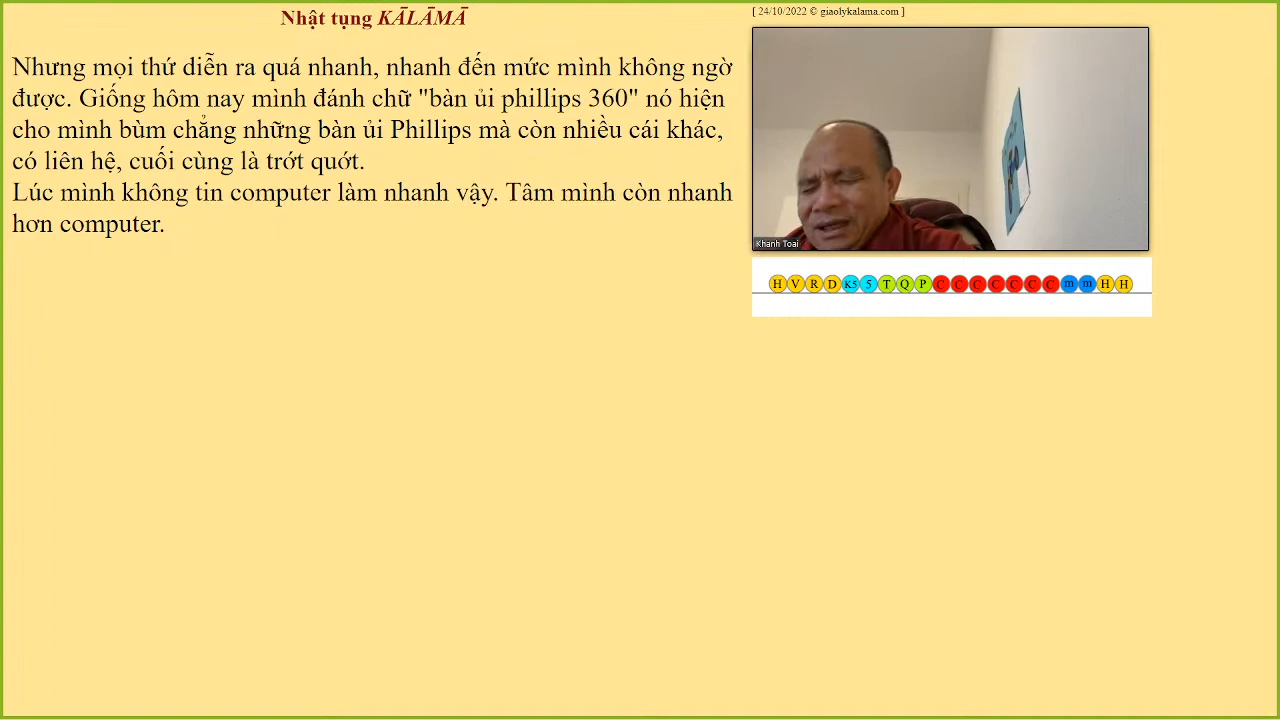 Nhật tụng KĀLĀMĀ
[ 24/10/2022 © giaolykalama.com ]
Nhưng mọi thứ diễn ra quá nhanh, nhanh đến mức mình không ngờ
được. Giống hôm nay mình đánh chữ "bàn ủi phillips 360" nó hiện
cho mình bùm chẳng những bàn ủi Phillips mà còn nhiều cái khác,
có liên hệ, cuối cùng là trớt quớt.
Lúc mình không tin computer làm nhanh vậy. Tâm mình còn nhanh
hơn computer.
Khanh Toai
H V R D K5 5 T Q P C C C C C C C m m H H